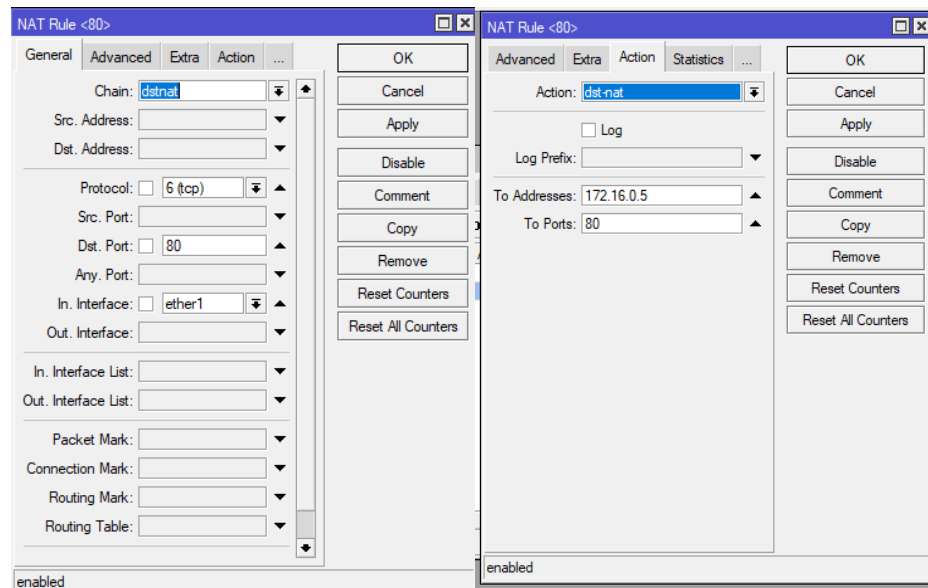 NAT Rule <80>
General Advanced Extra Action ...
Chain: dstnat
Src. Address:
Dst. Address:
Protocol: 6 (tcp)
Src. Port:
Dst. Port: 80
Any. Port:
In. Interface: ether1
Out. Interface:
In. Interface List:
Out. Interface List:
Packet Mark:
Connection Mark:
Routing Mark:
Routing Table:
OK
Cancel
Apply
Disable
Comment
Copy
Remove
Reset Counters
Reset All Counters
enabled
NAT Rule <80>
Advanced Extra Action Statistics ...
Action: dst-nat
Log
Log Prefix:
To Addresses: 172.16.0.5
To Ports: 80
OK
Cancel
Apply
Disable
Comment
Copy
Remove
Reset Counters
Reset All Counters
enabled